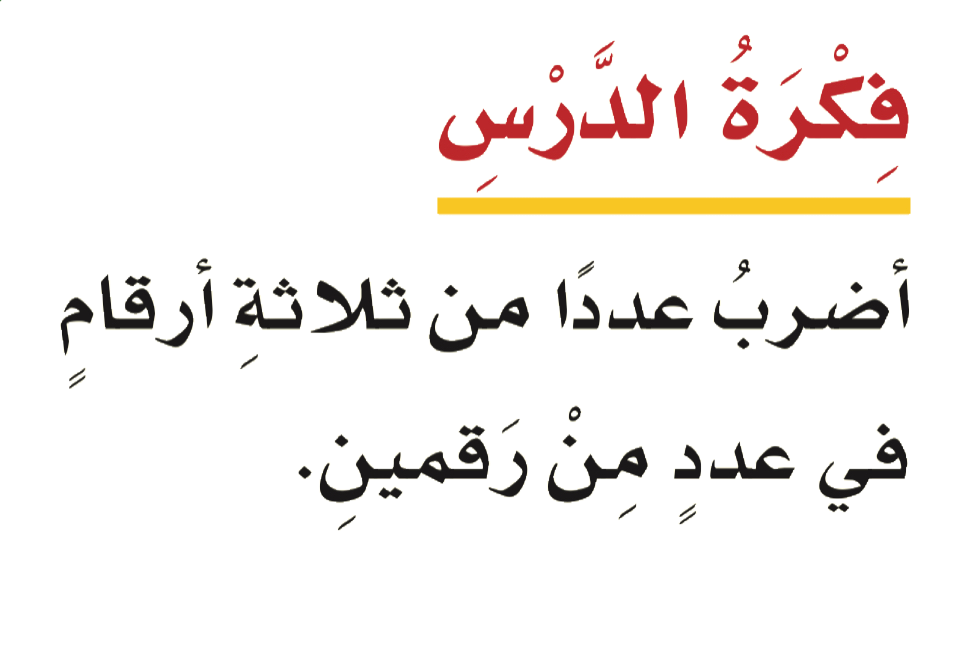 فِكْرَةُ الدَّرْسِ
أضربُ عددًا من ثلاثةِ أرقامٍ
في عددٍ مِنْ رَقمينِ.